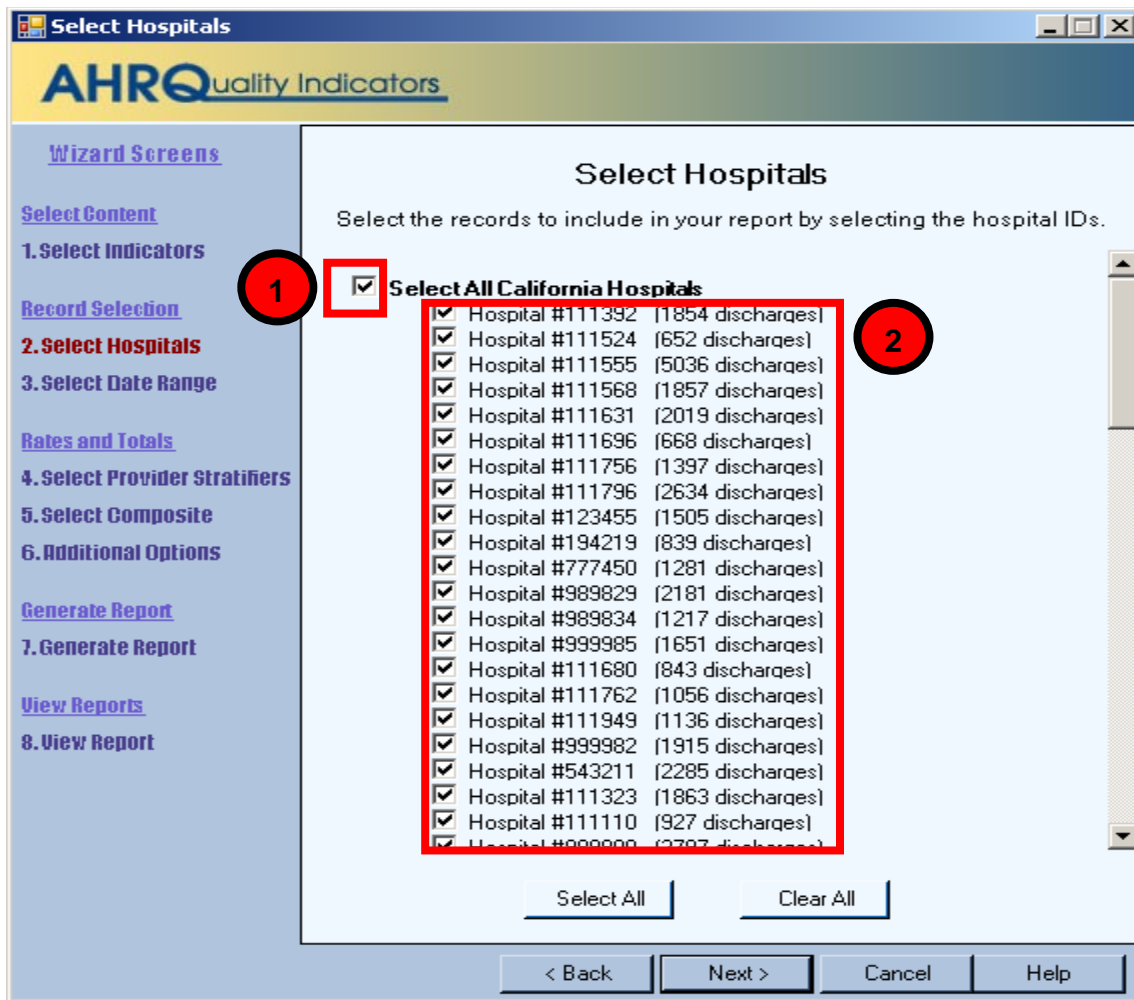 Select Hospitals
AHRQuality Indicators
Wizard Screens
Select Content
1. Select Indicators
Record Selection
2. Select Hospitals
3. Select Date Range
Rates and Totals
4. Select Provider Stratifiers
5. Select Composite
6. Additional Options
Generate Report
7. Generate Report
View Reports
8. View Report
Select Hospitals
Select the records to include in your report by selecting the hospital IDs.
1
Select All California Hospitals
2
Hospital #111392 (1854 discharges)
Hospital #111524 (652 discharges)
Hospital #111555 (5036 discharges)
Hospital #111568 (1857 discharges)
Hospital #111631 (2019 discharges)
Hospital #111696 (668 discharges)
Hospital #111756 (1397 discharges)
Hospital #111796 (2634 discharges)
Hospital #123455 (1505 discharges)
Hospital #194219 (839 discharges)
Hospital #777450 (1281 discharges)
Hospital #989829 (2181 discharges)
Hospital #989834 (1217 discharges)
Hospital #999985 (1651 discharges)
Hospital #111680 (843 discharges)
Hospital #111762 (1056 discharges)
Hospital #111949 (1136 discharges)
Hospital #999982 (1915 discharges)
Hospital #543211 (2285 discharges)
Hospital #111323 (1863 discharges)
Hospital #111110 (927 discharges)
Hospital
Select All
Clear All
< Back
Next >
Cancel
Help